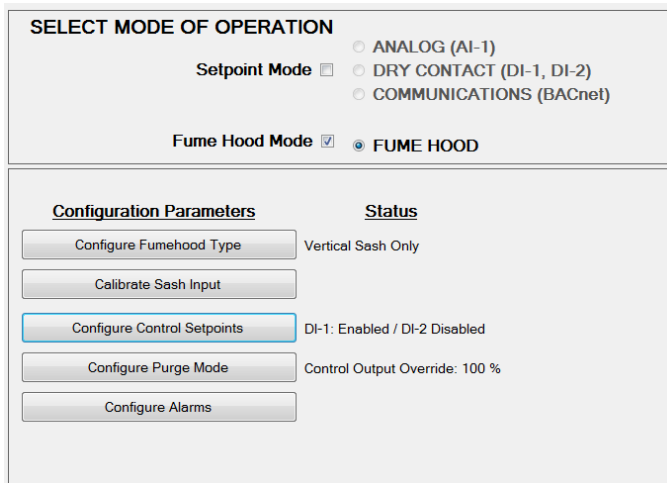 SELECT MODE OF OPERATION
ANALOG (AI-1)
Setpoint Mode DRY CONTACT (DI-1, DI-2)
COMMUNICATIONS (BACnet)
Fume Hood Mode FUME HOOD
Configuration Parameters Status
Configure Fumehood Type Vertical Sash Only
Calibrate Sash Input
Configure Control Setpoints DI-1: Enabled / DI-2 Disabled
Configure Purge Mode Control Output Override: 100 %
Configure Alarms